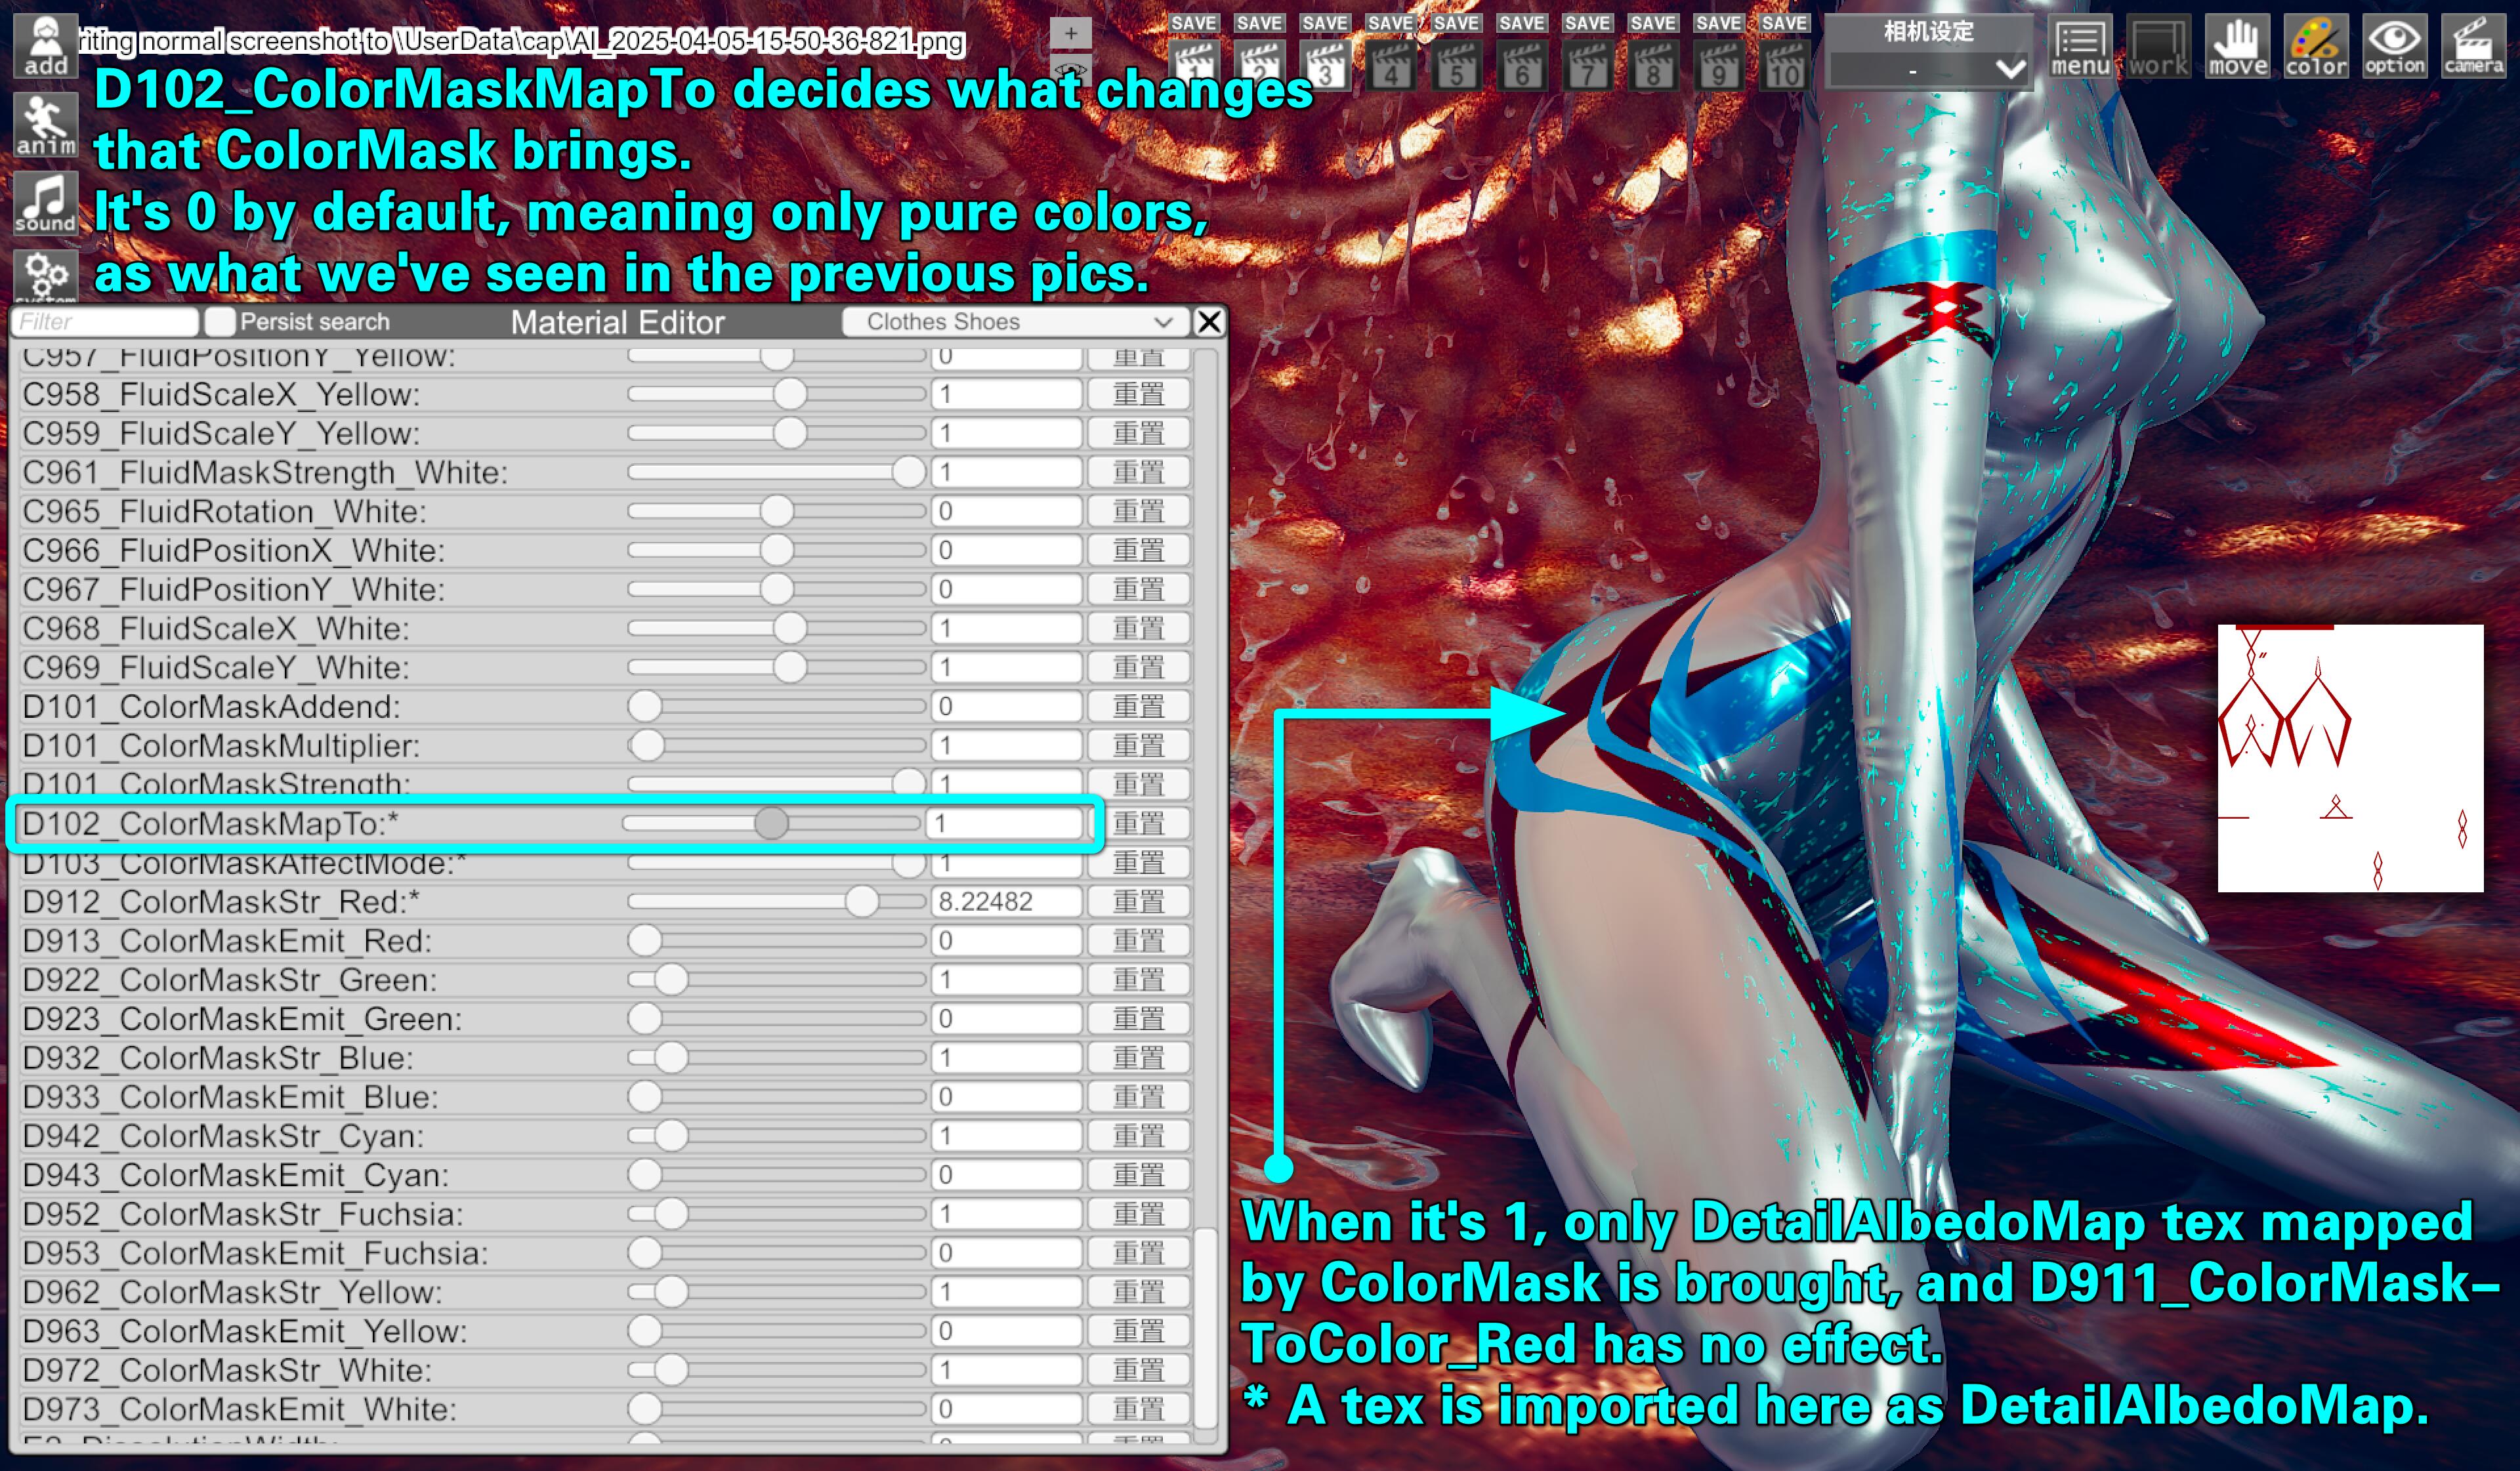 add
riting normal screenshot to \UserData\cap\AI_2025-04-05-15-50-36-821.png
+
SAVE SAVE SAVE SAVE SAVE SAVE SAVE SAVE SAVE SAVE
1 2 3 4 5 6 7 8 9 10
相机设定
-
menu work move color option camera
D102_ColorMaskMapTo decides what changes
that ColorMask brings.
It's 0 by default, meaning only pure colors,
as what we've seen in the previous pics.
anim
sound
system
Filter Persist search Material Editor Clothes Shoes X
C957_FluidPositionY_Yellow: 0 重置
C958_FluidScaleX_Yellow: 1 重置
C959_FluidScaleY_Yellow: 1 重置
C961_FluidMaskStrength_White: 1 重置
C965_FluidRotation_White: 0 重置
C966_FluidPositionX_White: 0 重置
C967_FluidPositionY_White: 0 重置
C968_FluidScaleX_White: 1 重置
C969_FluidScaleY_White: 1 重置
D101_ColorMaskAddend: 0 重置
D101_ColorMaskMultiplier: 1 重置
D101_ColorMaskStrength: 1 重置
D102_ColorMaskMapTo:* 1 重置
D103_ColorMaskAffectMode:* 1 重置
D912_ColorMaskStr_Red:* 8.22482 重置
D913_ColorMaskEmit_Red: 0 重置
D922_ColorMaskStr_Green: 1 重置
D923_ColorMaskEmit_Green: 0 重置
D932_ColorMaskStr_Blue: 1 重置
D933_ColorMaskEmit_Blue: 0 重置
D942_ColorMaskStr_Cyan: 1 重置
D943_ColorMaskEmit_Cyan: 0 重置
D952_ColorMaskStr_Fuchsia: 1 重置
D953_ColorMaskEmit_Fuchsia: 0 重置
D962_ColorMaskStr_Yellow: 1 重置
D963_ColorMaskEmit_Yellow: 0 重置
D972_ColorMaskStr_White: 1 重置
D973_ColorMaskEmit_White: 0 重置
When it's 1, only DetailAlbedoMap tex mapped
by ColorMask is brought, and D911_ColorMask-
ToColor_Red has no effect.
* A tex is imported here as DetailAlbedoMap.